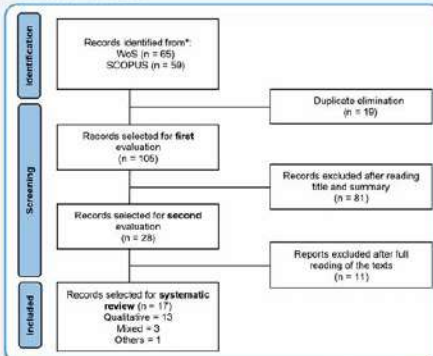 Identification
Records identified from*:
WoS (n = 65)
SCOPUS (n = 59)
Duplicate elimination
(n = 19)
Screening
Records selected for first
evaluation
(n = 105)
Records excluded after reading
title and summary
(n = 81)
Records selected for second
evaluation
(n = 28)
Reports excluded after full
reading of the texts
(n = 11)
Included
Records selected for systematic
review (n = 17)
Qualitative = 13
Mixed = 3
Others = 1